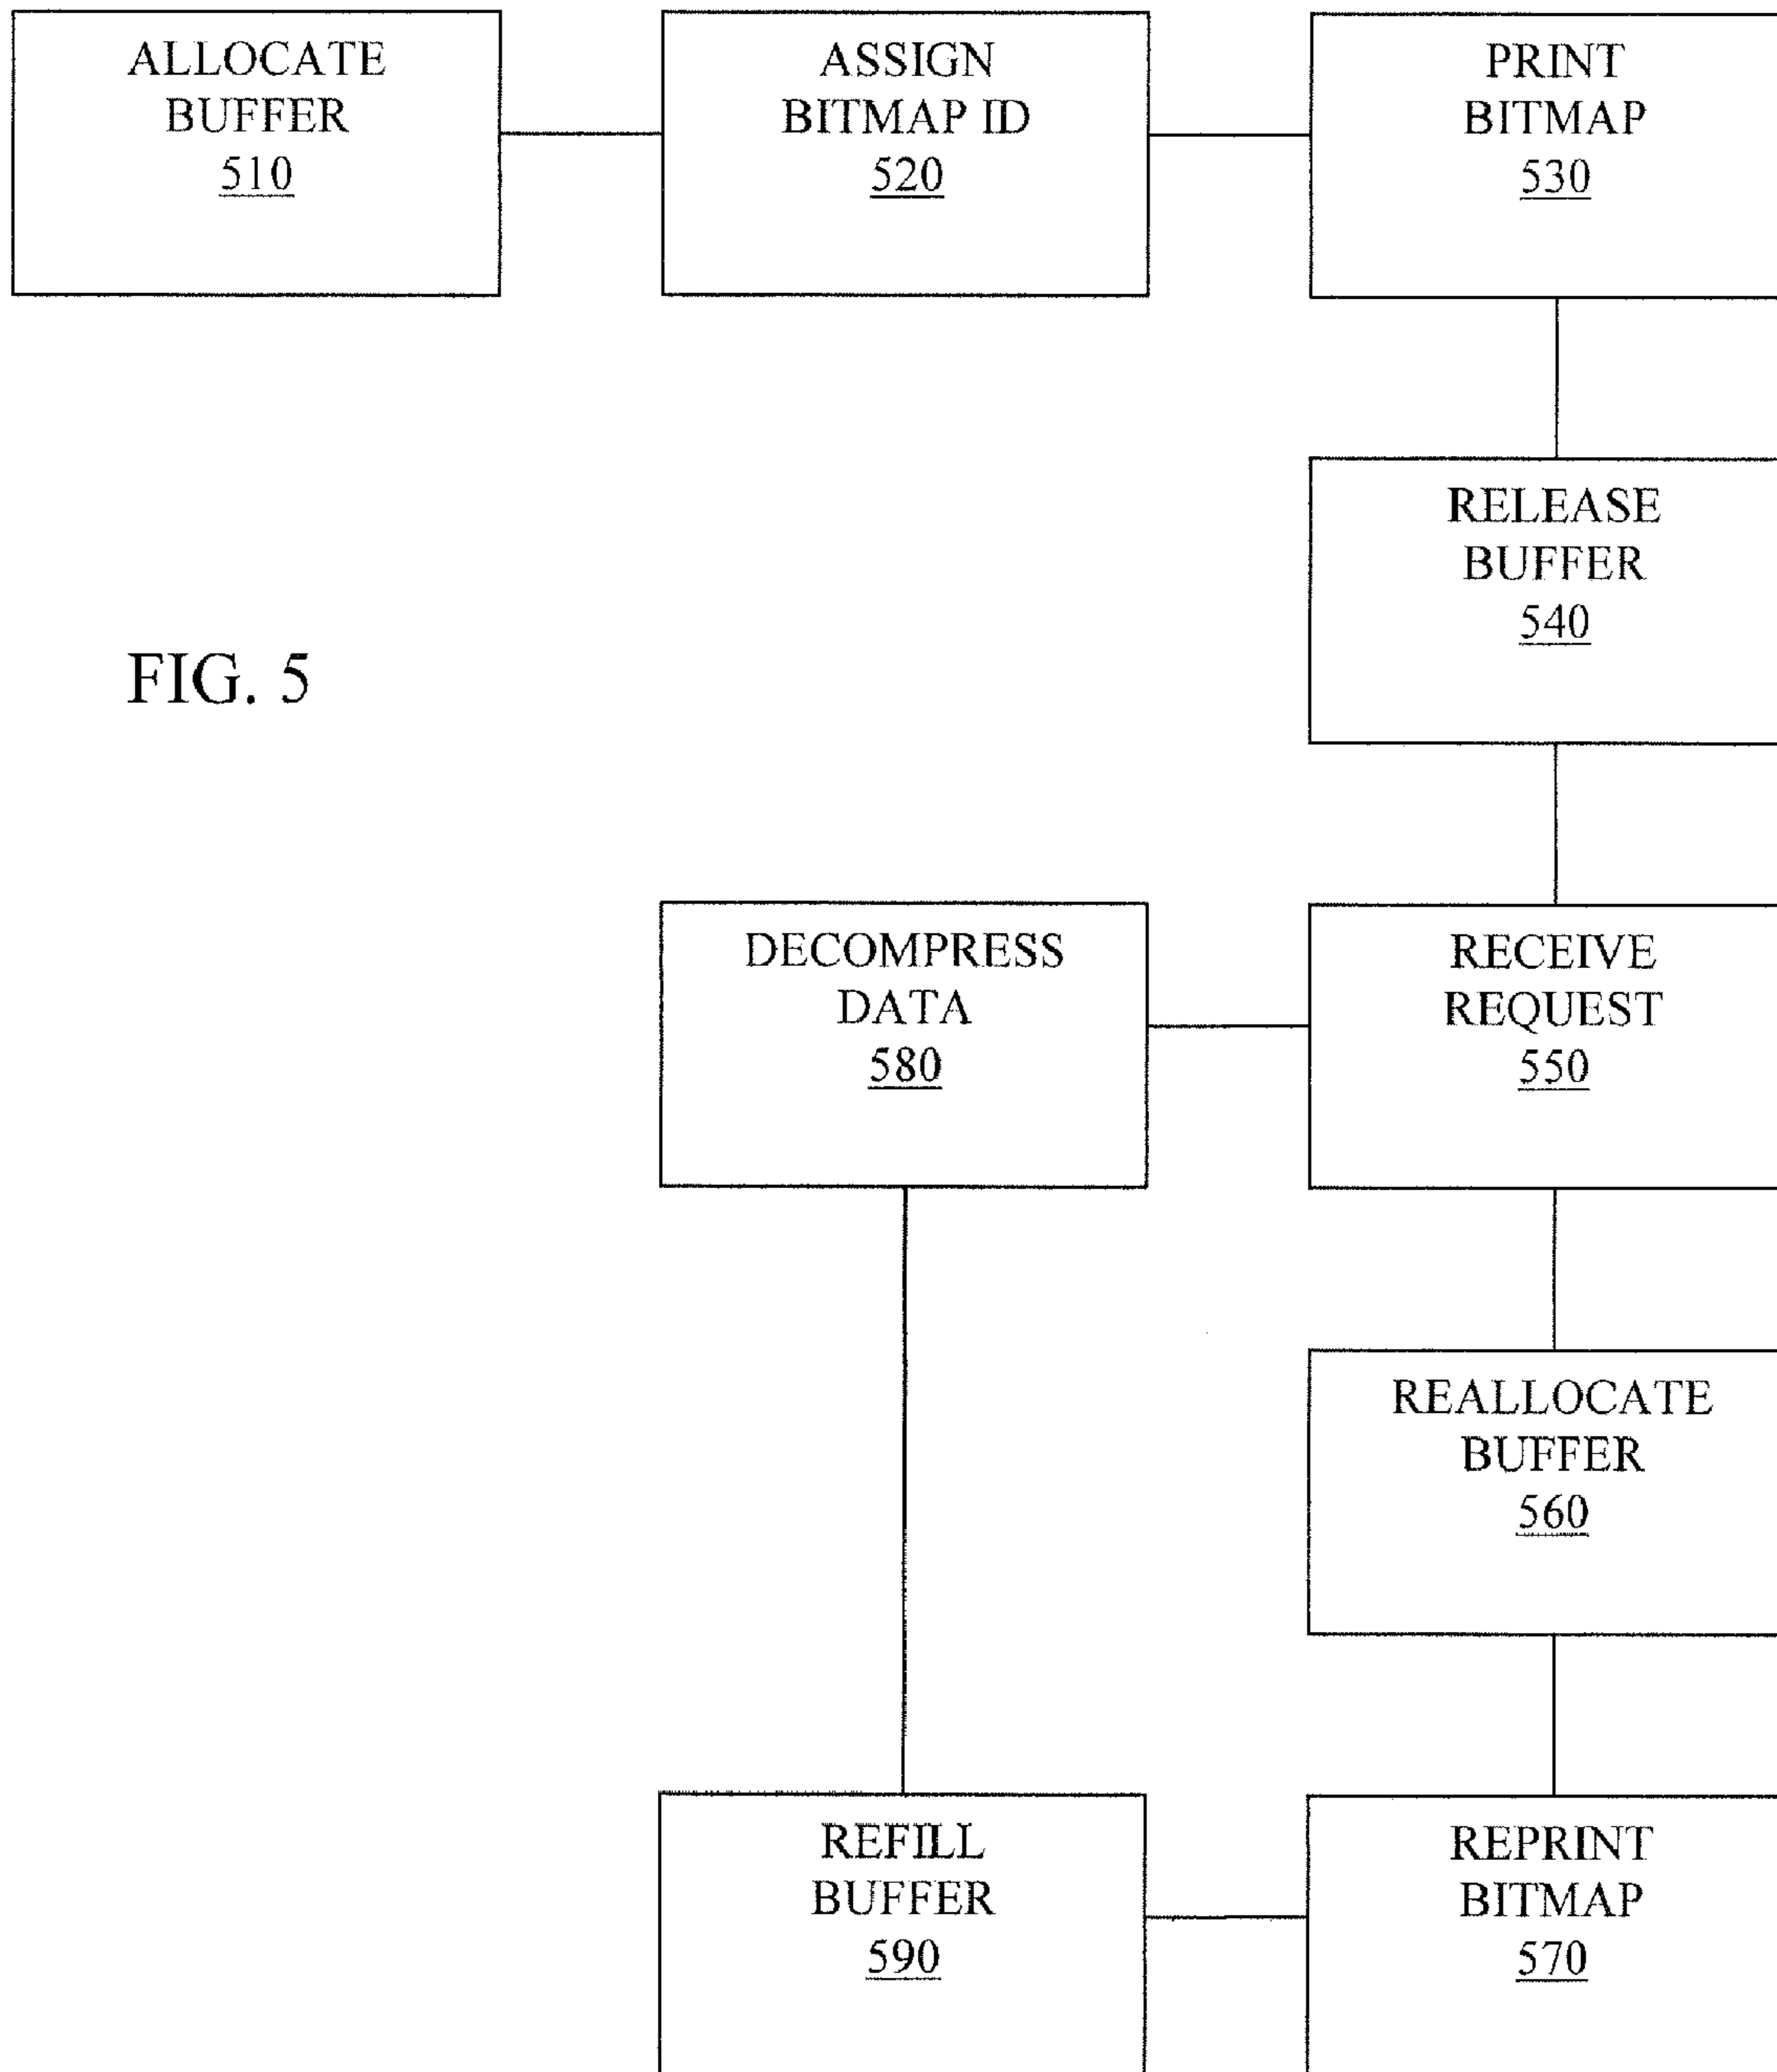 ALLOCATE
BUFFER
510
ASSIGN
BITMAP ID
520
PRINT
BITMAP
530
RELEASE
BUFFER
540
FIG. 5
DECOMPRESS
DATA
580
RECEIVE
REQUEST
550
REALLOCATE
BUFFER
560
REFILL
BUFFER
590
REPRINT
BITMAP
570